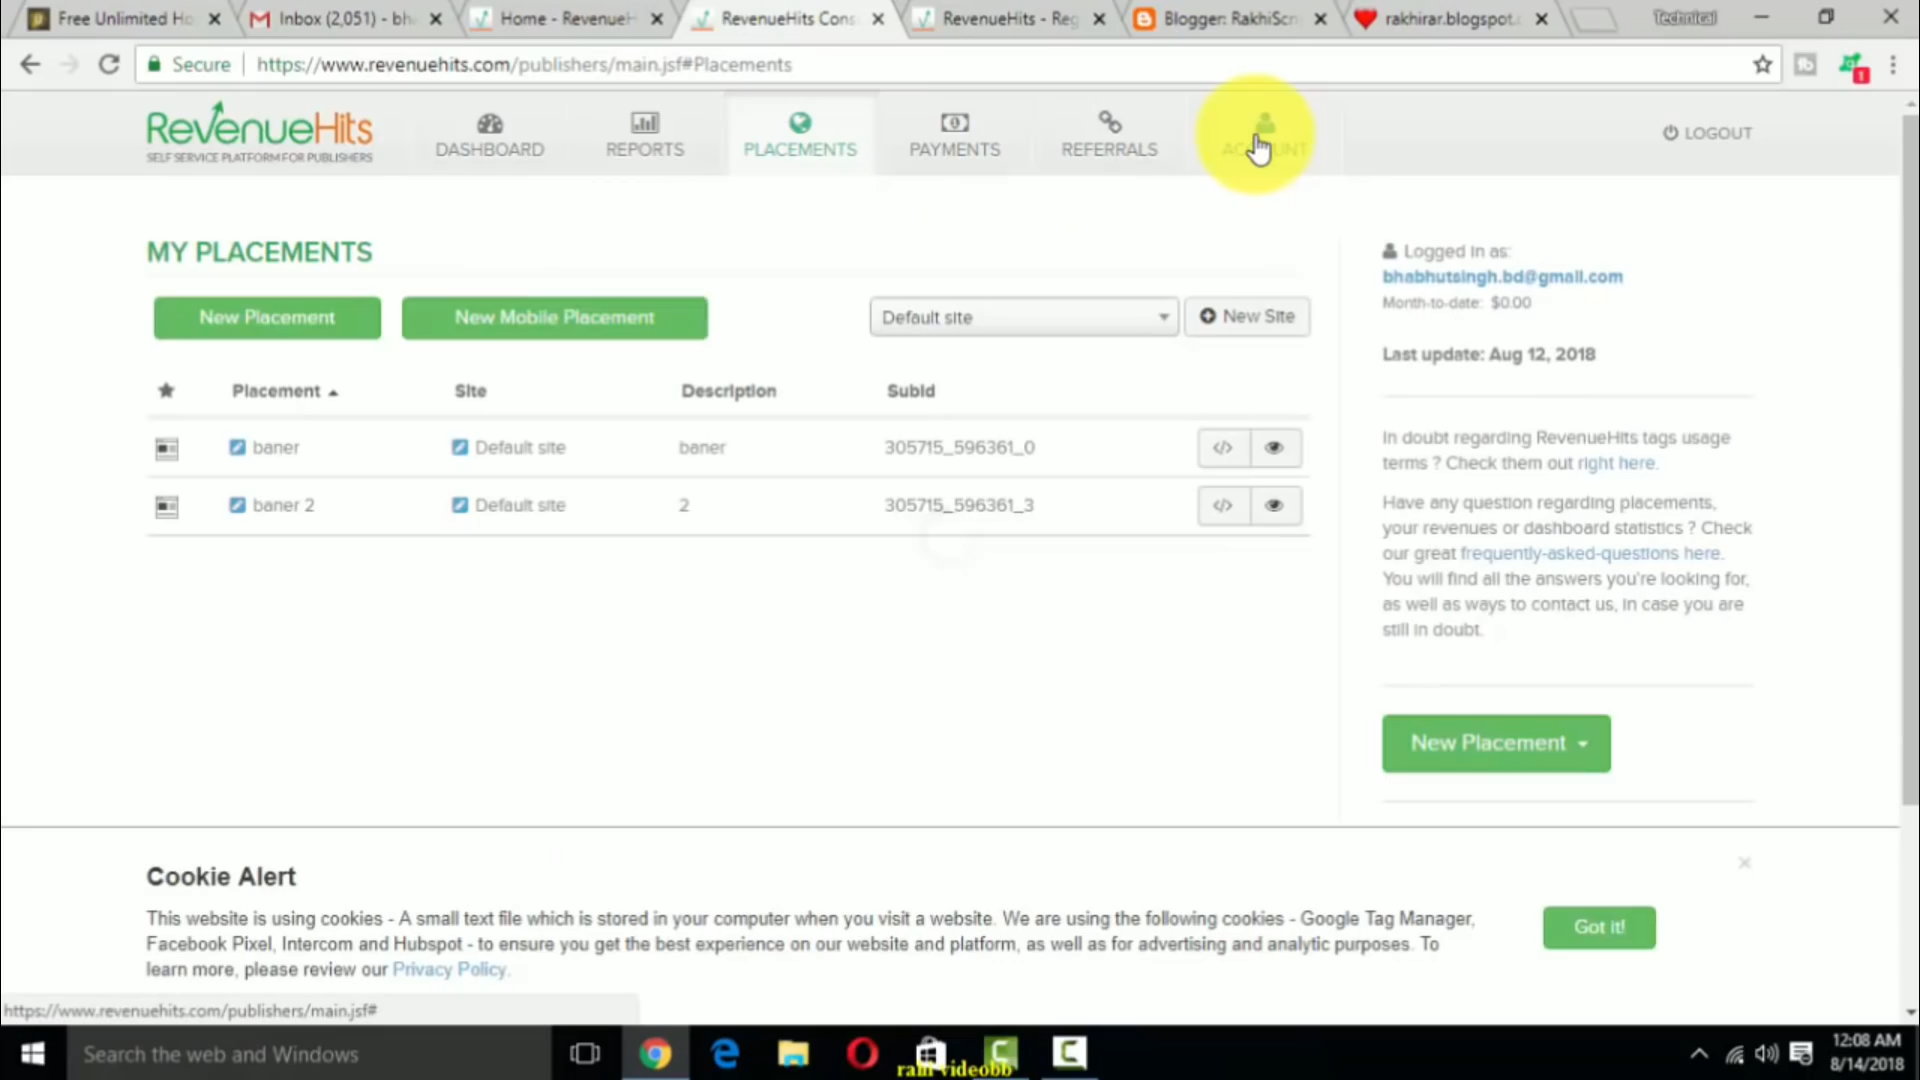 Free Unlimited Ho
Inbox (2,051) - bh
Home - RevenueH
RevenueHits Cons
RevenueHits - Reg
Blogger: RakhiScri
rakhirar.blogspot.c
Technical
Secure
https://www.revenuehits.com/publishers/main.jsf#Placements
1
RevenueHits
SELF SERVICE PLATFORM FOR PUBLISHERS
DASHBOARD
REPORTS
PLACEMENTS
PAYMENTS
REFERRALS
ACCOUNT
LOGOUT
MY PLACEMENTS
New Placement
New Mobile Placement
Default site
New Site
Placement
Site
Description
SubId
baner
Default site
baner
305715_596361_0
baner 2
Default site
2
305715_596361_3
Logged in as:
bhabhutsingh.bd@gmail.com
Month-to-date: $0.00
Last update: Aug 12, 2018
In doubt regarding RevenueHits tags usage
terms ? Check them out right here.
Have any question regarding placements,
your revenues or dashboard statistics ? Check
our great frequently-asked-questions here.
You will find all the answers you're looking for,
as well as ways to contact us, in case you are
still in doubt.
New Placement
Cookie Alert
This website is using cookies - A small text file which is stored in your computer when you visit a website. We are using the following cookies - Google Tag Manager,
Facebook Pixel, Intercom and Hubspot - to ensure you get the best experience on our website and platform, as well as for advertising and analytic purposes. To
learn more, please review our Privacy Policy.
Got it!
https://www.revenuehits.com/publishers/main.jsf#
Search the web and Windows
videobb
12:08 AM
8/14/2018